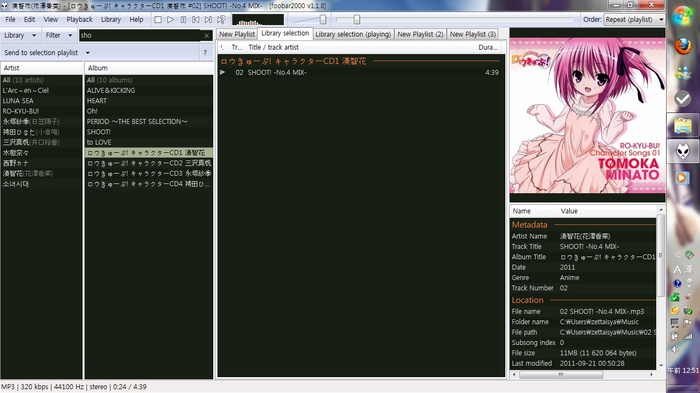 湊智花(花澤香菜) - [ロウきゅーぶ! キャラクターCD1 湊智花 #02] SHOOT! -No.4 MIX- [foobar2000 v1.1.8]
File Edit View Playback Library Help
Order: Repeat (playlist)
Library Filter sho
Send to selection playlist ?
Artist
All (10 artists)
L'Arc～en～Ciel
LUNA SEA
RO-KYU-BU!
永塚紗季(日笠陽子)
袴田ひなた(小倉唯)
三沢真帆(井口裕香)
水樹奈々
西野カナ
湊智花(花澤香菜)
소녀시대
Album
All (10 albums)
ALIVE&KICKING
HEART
Oh!
PERIOD ～THE BEST SELECTION～
SHOOT!
to LOVE
ロウきゅーぶ! キャラクターCD1 湊智花
ロウきゅーぶ! キャラクターCD2 三沢真帆
ロウきゅーぶ! キャラクターCD3 永塚紗季
ロウきゅーぶ! キャラクターCD4 袴田ひ...
New Playlist Library selection Library selection (playing) New Playlist (2) New Playlist (3)
Tr... Title / track artist Dura...
ロウきゅーぶ! キャラクターCD1 湊智花
02 SHOOT! -No.4 MIX- 4:39
ロウきゅーぶ!
RO-KYU-BU!
Character Songs 01
TOMOKA
MINATO
Name Value
Metadata
Artist Name 湊智花(花澤香菜)
Track Title SHOOT! -No.4 MIX-
Album Title ロウきゅーぶ! キャラクターCD1
Date 2011
Genre Anime
Track Number 02
Location
File name 02 SHOOT! -No.4 MIX-.mp3
Folder name C:₩Users₩zettaisya₩Music
File path C:₩Users₩zettaisya₩Music₩02 S
Subsong index 0
File size 11MB (11 620 064 bytes)
Last modified 2011-09-21 00:50:28
A 漢
午前 12:51
MP3 | 320 kbps | 44100 Hz | stereo | 0:24 / 4:39